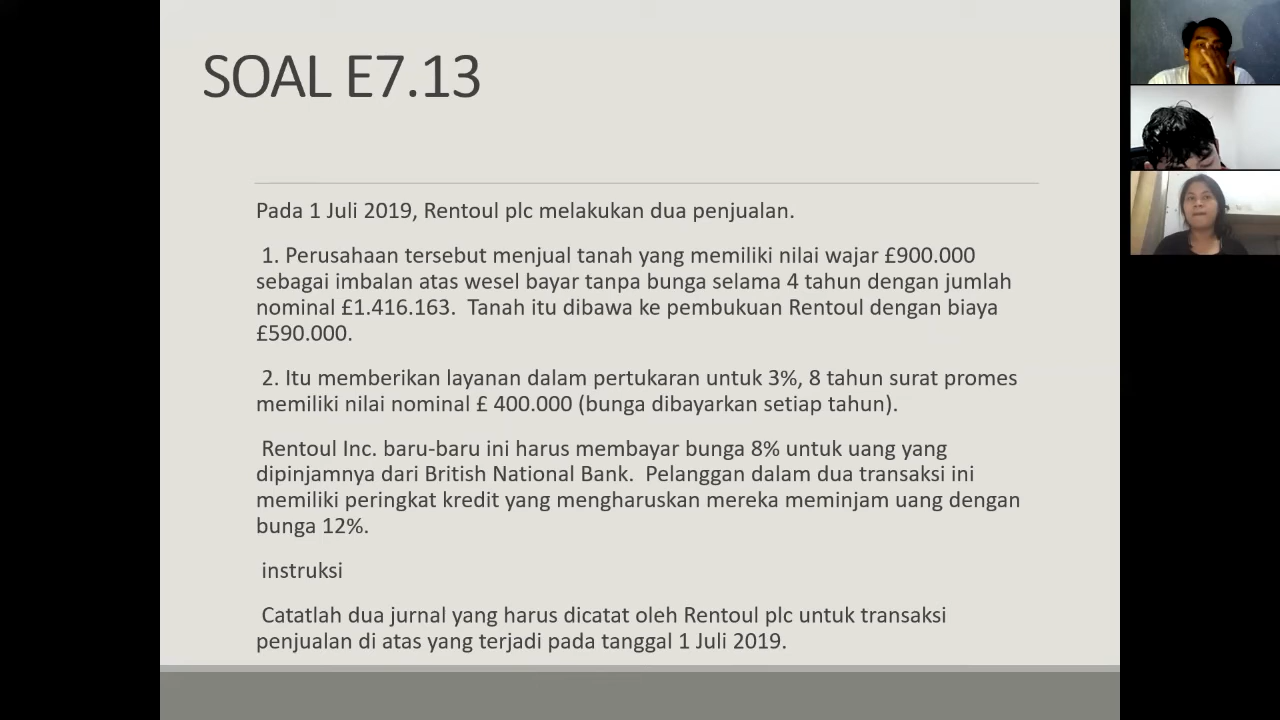 SOAL E7.13
Pada 1 Juli 2019, Rentoul plc melakukan dua penjualan.
1. Perusahaan tersebut menjual tanah yang memiliki nilai wajar £900.000
sebagai imbalan atas wesel bayar tanpa bunga selama 4 tahun dengan jumlah
nominal £1.416.163.  Tanah itu dibawa ke pembukuan Rentoul dengan biaya
£590.000.
2. Itu memberikan layanan dalam pertukaran untuk 3%, 8 tahun surat promes
memiliki nilai nominal £ 400.000 (bunga dibayarkan setiap tahun).
Rentoul Inc. baru-baru ini harus membayar bunga 8% untuk uang yang
dipinjamnya dari British National Bank.  Pelanggan dalam dua transaksi ini
memiliki peringkat kredit yang mengharuskan mereka meminjam uang dengan
bunga 12%.
instruksi
Catatlah dua jurnal yang harus dicatat oleh Rentoul plc untuk transaksi
penjualan di atas yang terjadi pada tanggal 1 Juli 2019.